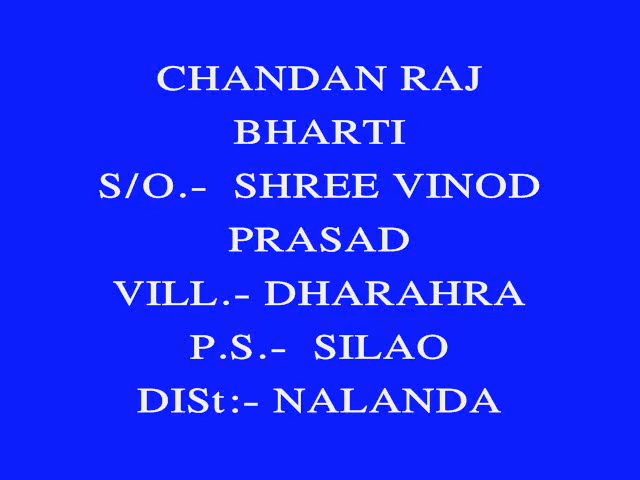 CHANDAN RAJ
BHARTI
S/O.-  SHREE VINOD
PRASAD
VILL.- DHARAHRA
P.S.-  SILAO
DISt:- NALANDA